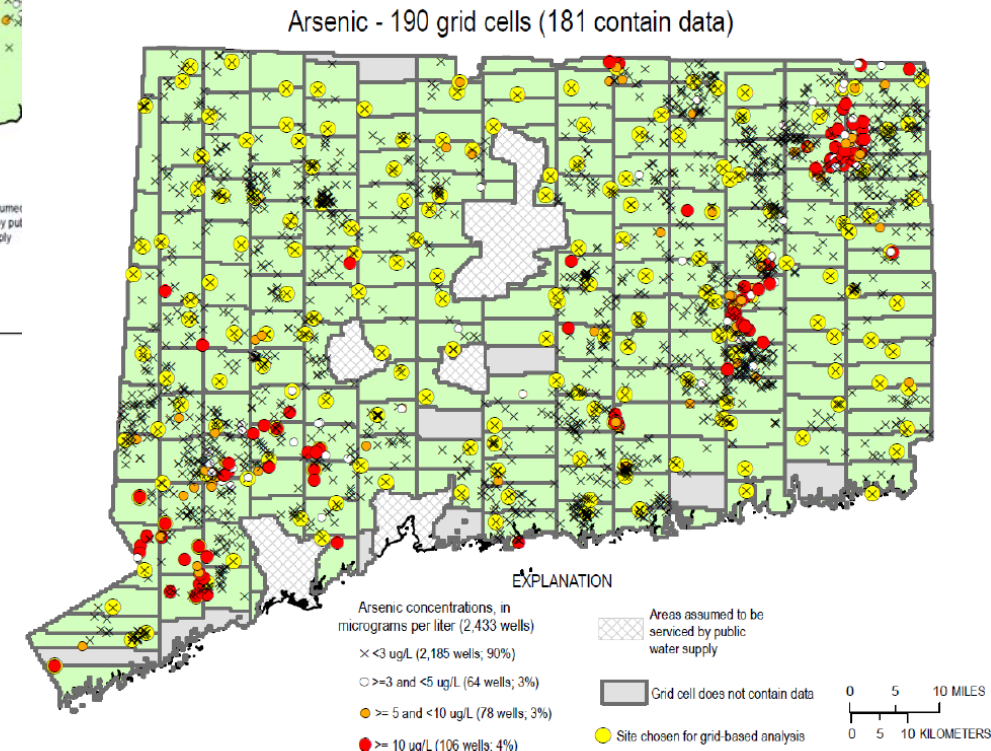 Arsenic - 190 grid cells (181 contain data)
EXPLANATION
Arsenic concentrations, in
micrograms per liter (2,433 wells)
<3 ug/L (2,185 wells; 90%)
>=3 and <5 ug/L (64 wells; 3%)
>= 5 and <10 ug/L (78 wells; 3%)
>= 10 ug/L (106 wells; 4%)
Areas assumed to be
serviced by public
water supply
Grid cell does not contain data
Site chosen for grid-based analysis
0 5 10 MILES
0 5 10 KILOMETERS